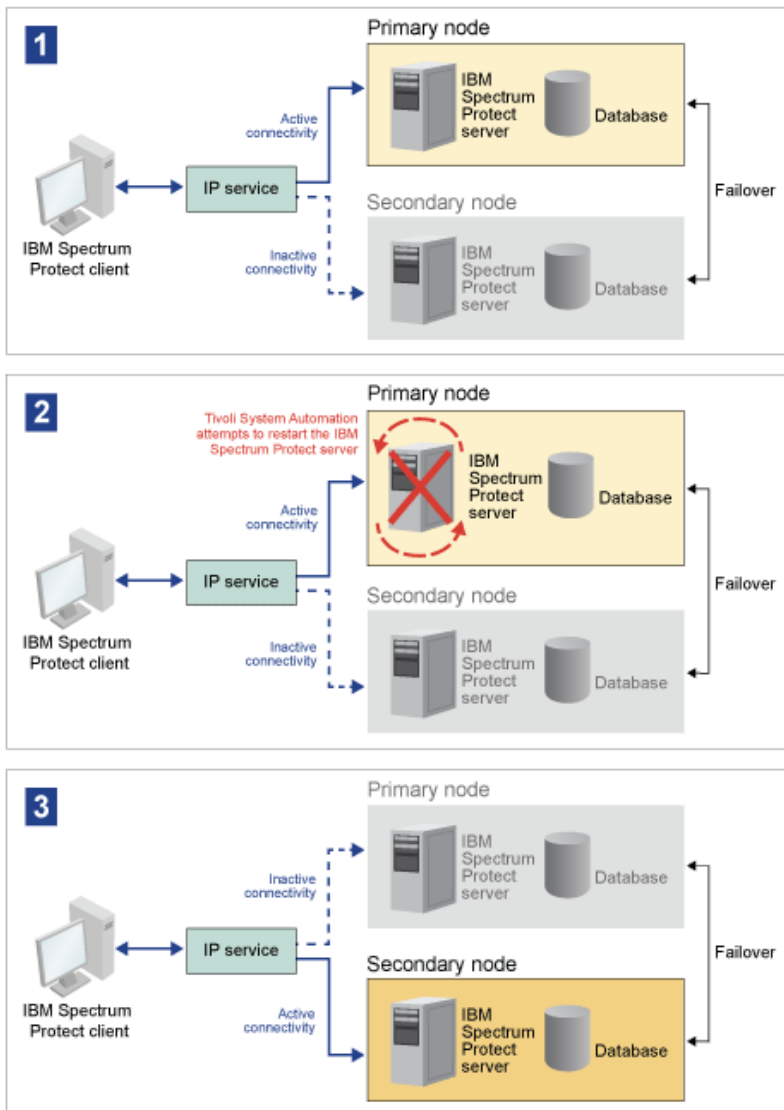 1
Primary node
IBM
Spectrum
Protect
server
Database
Active
connectivity
IP service
Failover
Secondary node
IBM Spectrum
Protect client
Inactive
connectivity
IBM
Spectrum
Protect
server
Database
2
Primary node
Tivoli System Automation
attempts to restart the IBM
Spectrum Protect server
IBM
Spectrum
Protect
server
Database
Active
connectivity
IP service
Failover
Secondary node
IBM Spectrum
Protect client
Inactive
connectivity
IBM
Spectrum
Protect
server
Database
3
Primary node
IBM
Spectrum
Protect
server
Database
Inactive
connectivity
IP service
Failover
Secondary node
IBM Spectrum
Protect client
Active
connectivity
IBM
Spectrum
Protect
server
Database